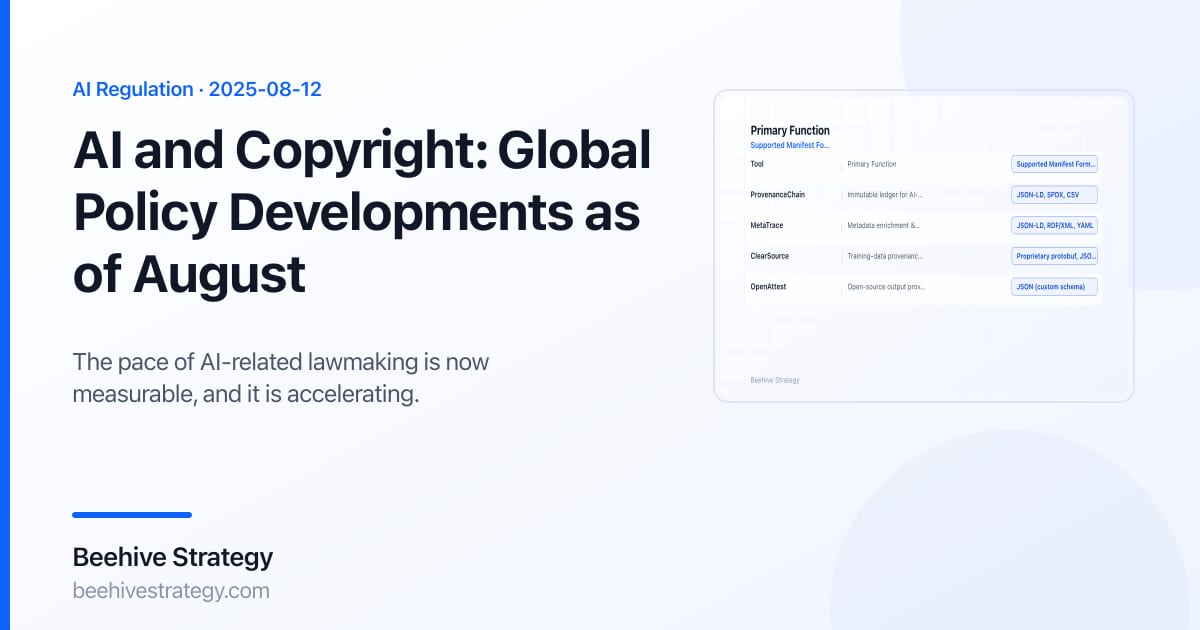 AI Regulation · 2025-08-12
AI and Copyright: Global
Policy Developments as
of August
The pace of AI-related lawmaking is now
measurable, and it is accelerating.
Beehive Strategy
beehivestrategy.com
Primary Function
Supported Manifest Fo...
Tool Primary Function Supported Manifest Form...
ProvenanceChain Immutable ledger for AI-... JSON-LD, SPDX, CSV
MetaTrace Metadata enrichment &... JSON-LD, RDF/XML, YAML
ClearSource Training-data provenanc... Proprietary protobuf, JSO...
OpenAttest Open-source output prov... JSON (custom schema)
Beehive Strategy